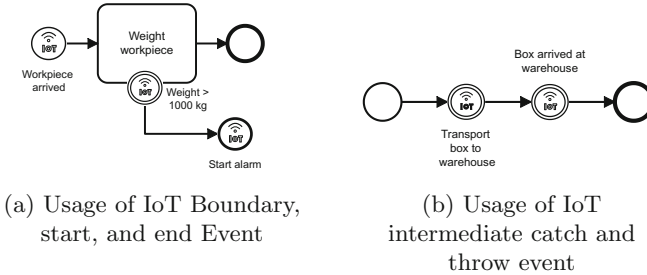 Weight
workpiece
IoT
Workpiece
arrived
IoT
Weight >
1000 kg
IoT
Start alarm
(a) Usage of IoT Boundary,
start, and end Event
Box arrived at
warehouse
IoT
IoT
Transport
box to
warehouse
(b) Usage of IoT
intermediate catch and
throw event